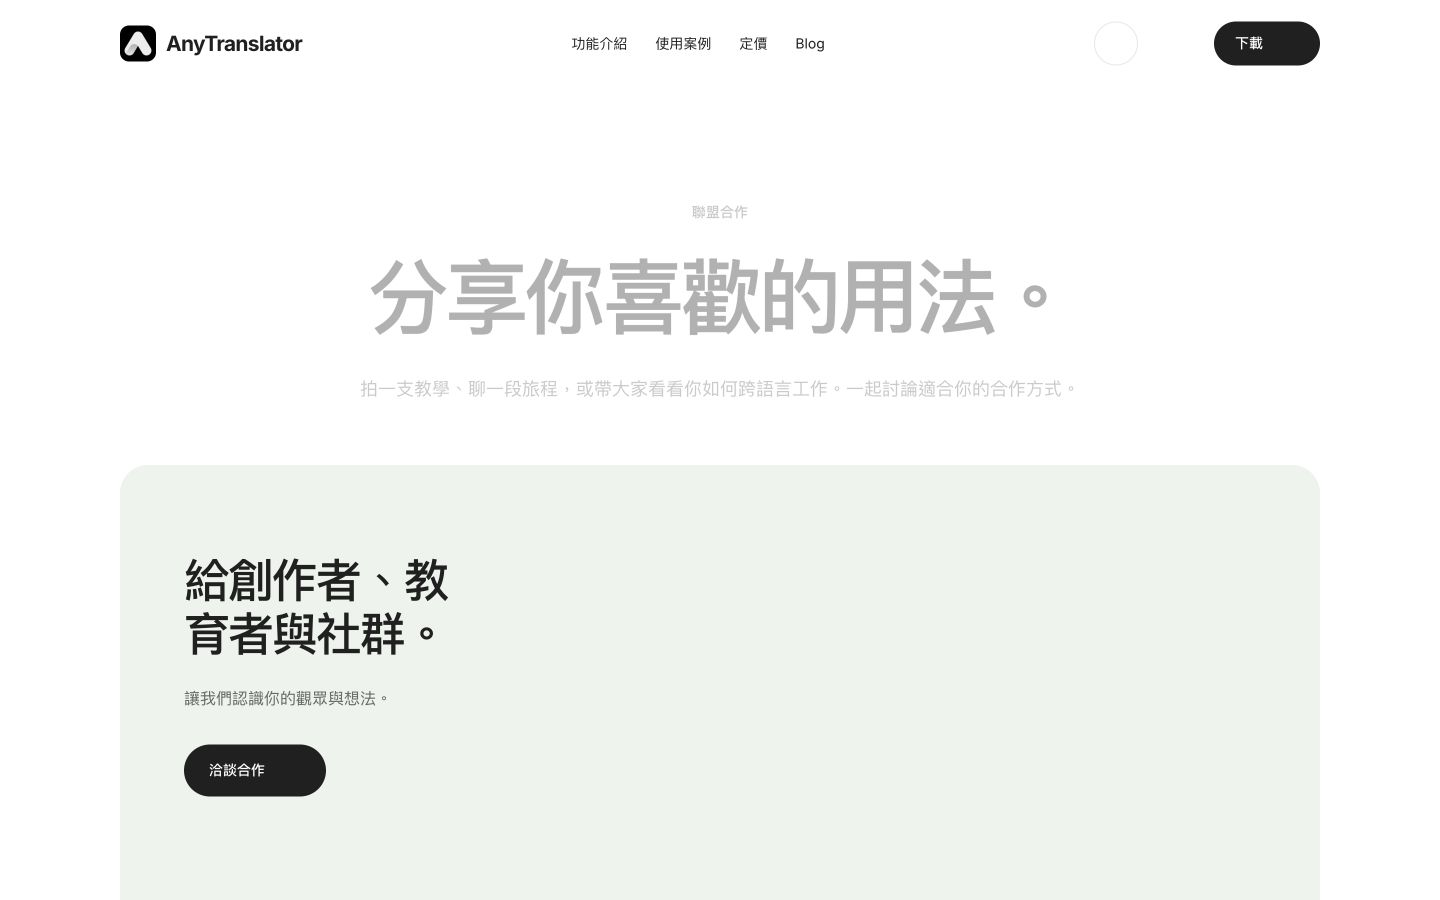 AnyTranslator
功能介紹
使用案例
定價
Blog
下載
聯盟合作
分享你喜歡的用法。
拍一支教學、聊一段旅程，或帶大家看看你如何跨語言工作。一起討論適合你的合作方式。
給創作者、教
育者與社群。
讓我們認識你的觀眾與想法。
洽談合作